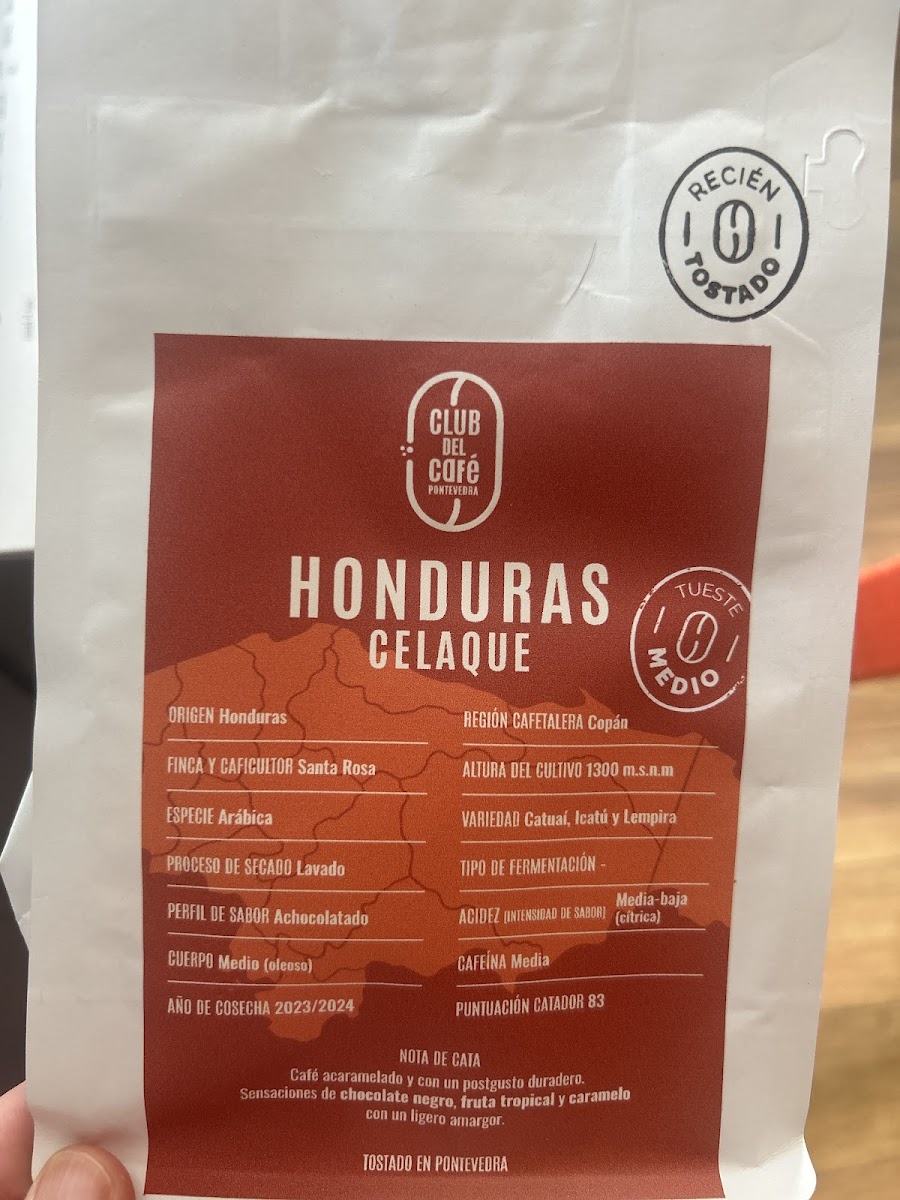 RECIÉN
TOSTADO
CLUB
DEL
café
PONTEVEDRA
HONDURAS
CELAQUE
TUESTE
MEDIO
ORIGEN Honduras
FINCA Y CAFICULTOR Santa Rosa
ESPECIE Arábica
PROCESO DE SECADO Lavado
PERFIL DE SABOR Achocolatado
CUERPO Medio (oleoso)
AÑO DE COSECHA 2023/2024
REGIÓN CAFETALERA Copán
ALTURA DEL CULTIVO 1300 m.s.n.m
VARIEDAD Catuaí, Icatú y Lempira
TIPO DE FERMENTACIÓN -
ACIDEZ (INTENSIDAD DE SABOR) Media-baja
(cítrica)
CAFEÍNA Media
PUNTUACIÓN CATADOR 83
NOTA DE CATA
Café acaramelado y con un postgusto duradero.
Sensaciones de chocolate negro, fruta tropical y caramelo
con un ligero amargor.
TOSTADO EN PONTEVEDRA